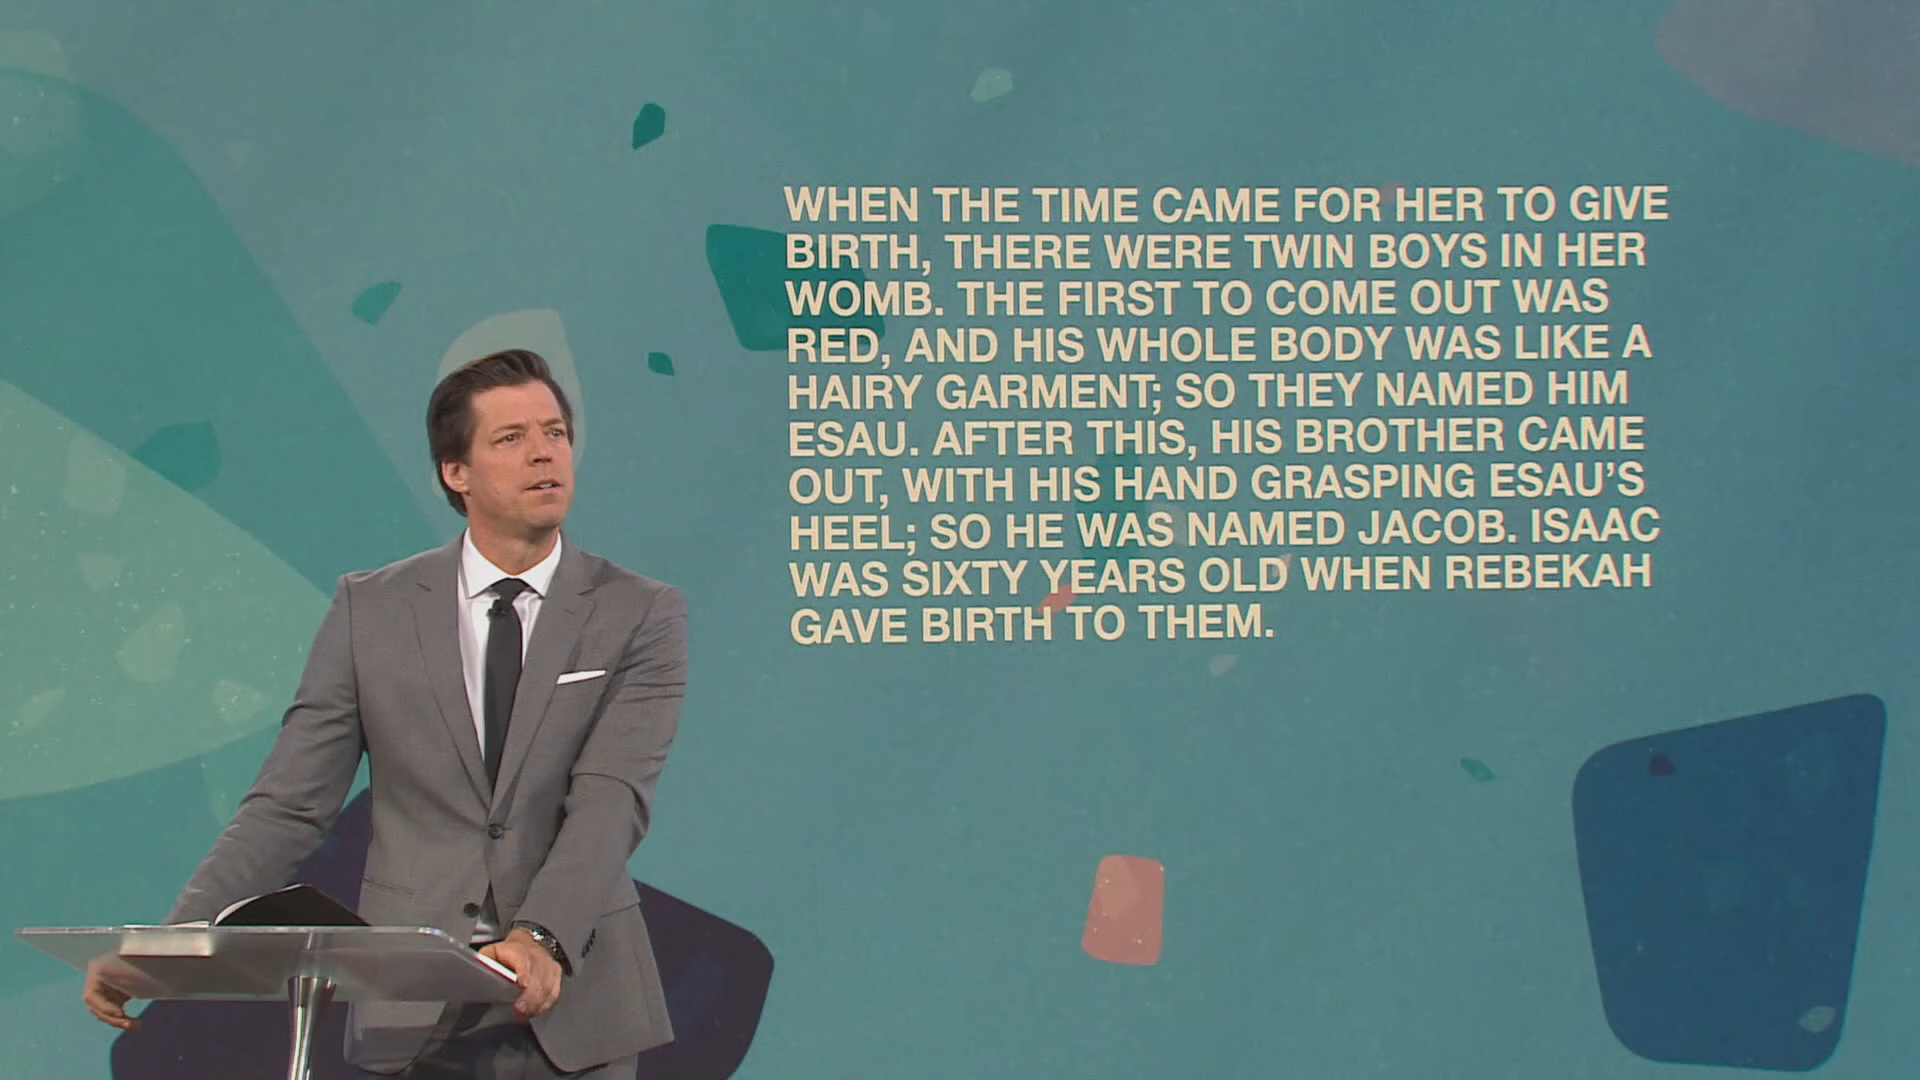 WHEN THE TIME CAME FOR HER TO GIVE
BIRTH, THERE WERE TWIN BOYS IN HER
WOMB. THE FIRST TO COME OUT WAS
RED, AND HIS WHOLE BODY WAS LIKE A
HAIRY GARMENT; SO THEY NAMED HIM
ESAU. AFTER THIS, HIS BROTHER CAME
OUT, WITH HIS HAND GRASPING ESAU’S
HEEL; SO HE WAS NAMED JACOB. ISAAC
WAS SIXTY YEARS OLD WHEN REBEKAH
GAVE BIRTH TO THEM.